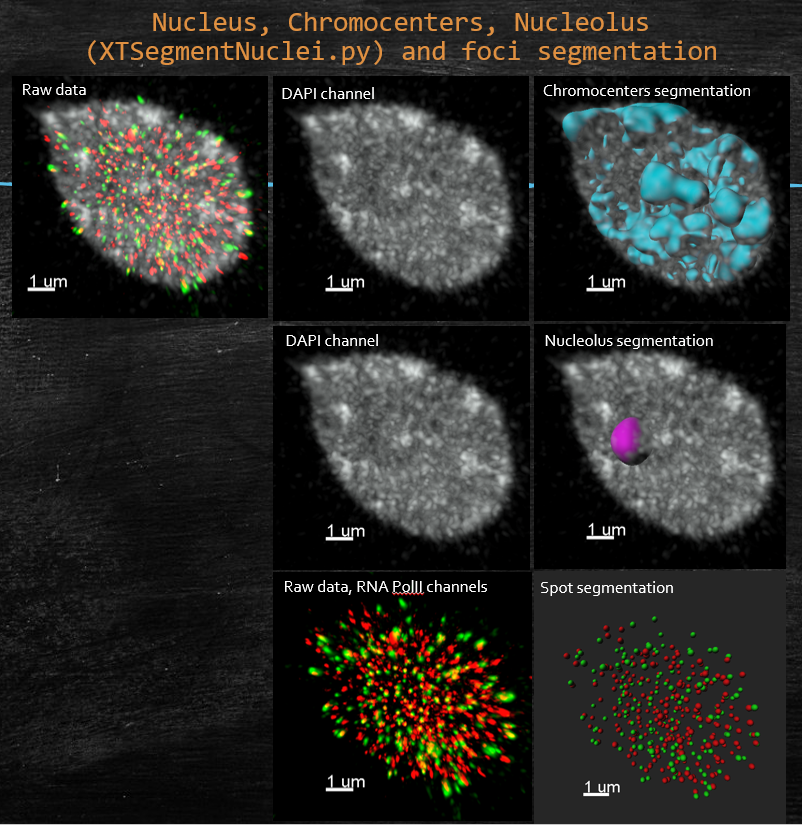 Nucleus, Chromocenters, Nucleolus
(XTSegmentNuclei.py) and foci segmentation
Raw data
DAPI channel
Chromocenters segmentation
1 um
1 um
1 um
DAPI channel
Nucleolus segmentation
1 um
1 um
Raw data, RNA PolII channels
Spot segmentation
1 um
1 um